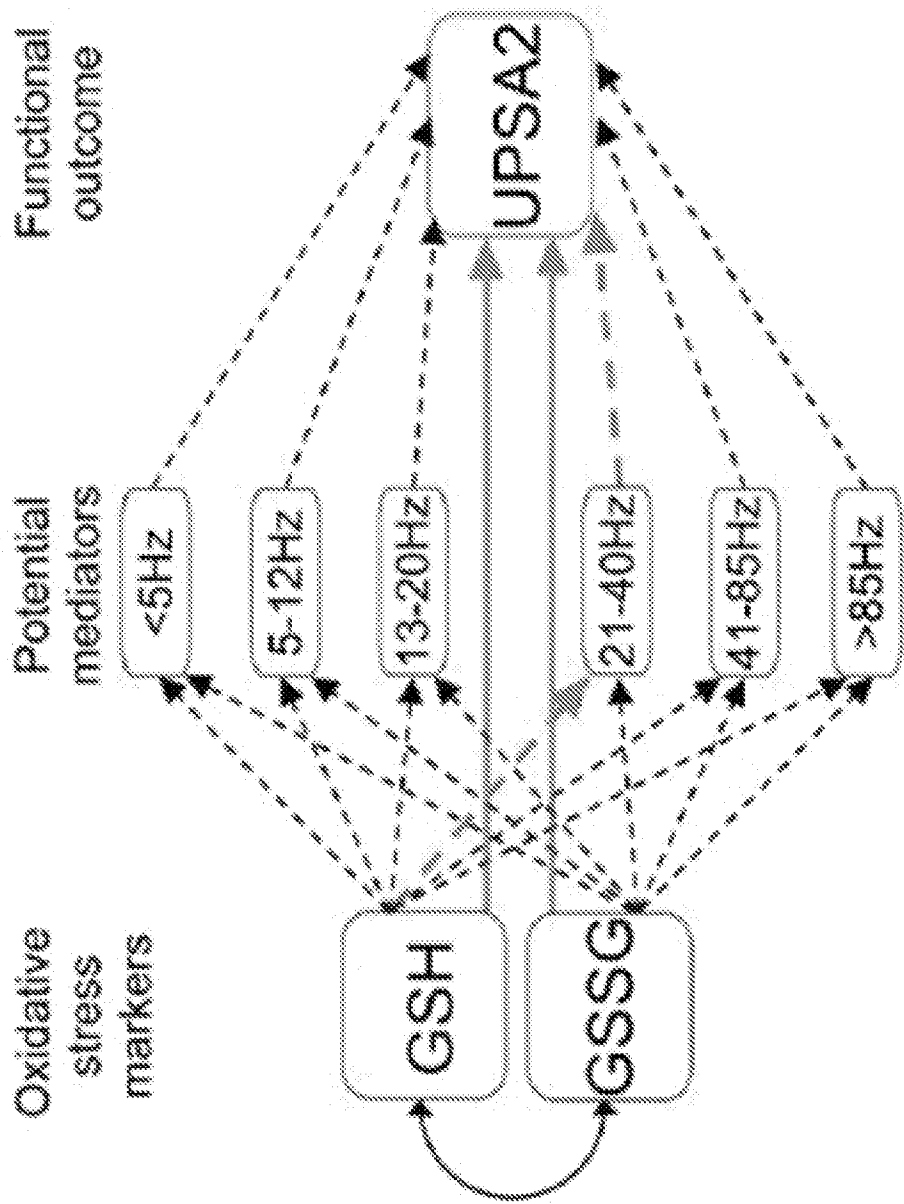 Oxidative
stress
markers
Potential
mediators
Functional
outcome
GSH
GSSG
<5Hz
5-12Hz
13-20Hz
21-40Hz
41-85Hz
>85Hz
UPSA2